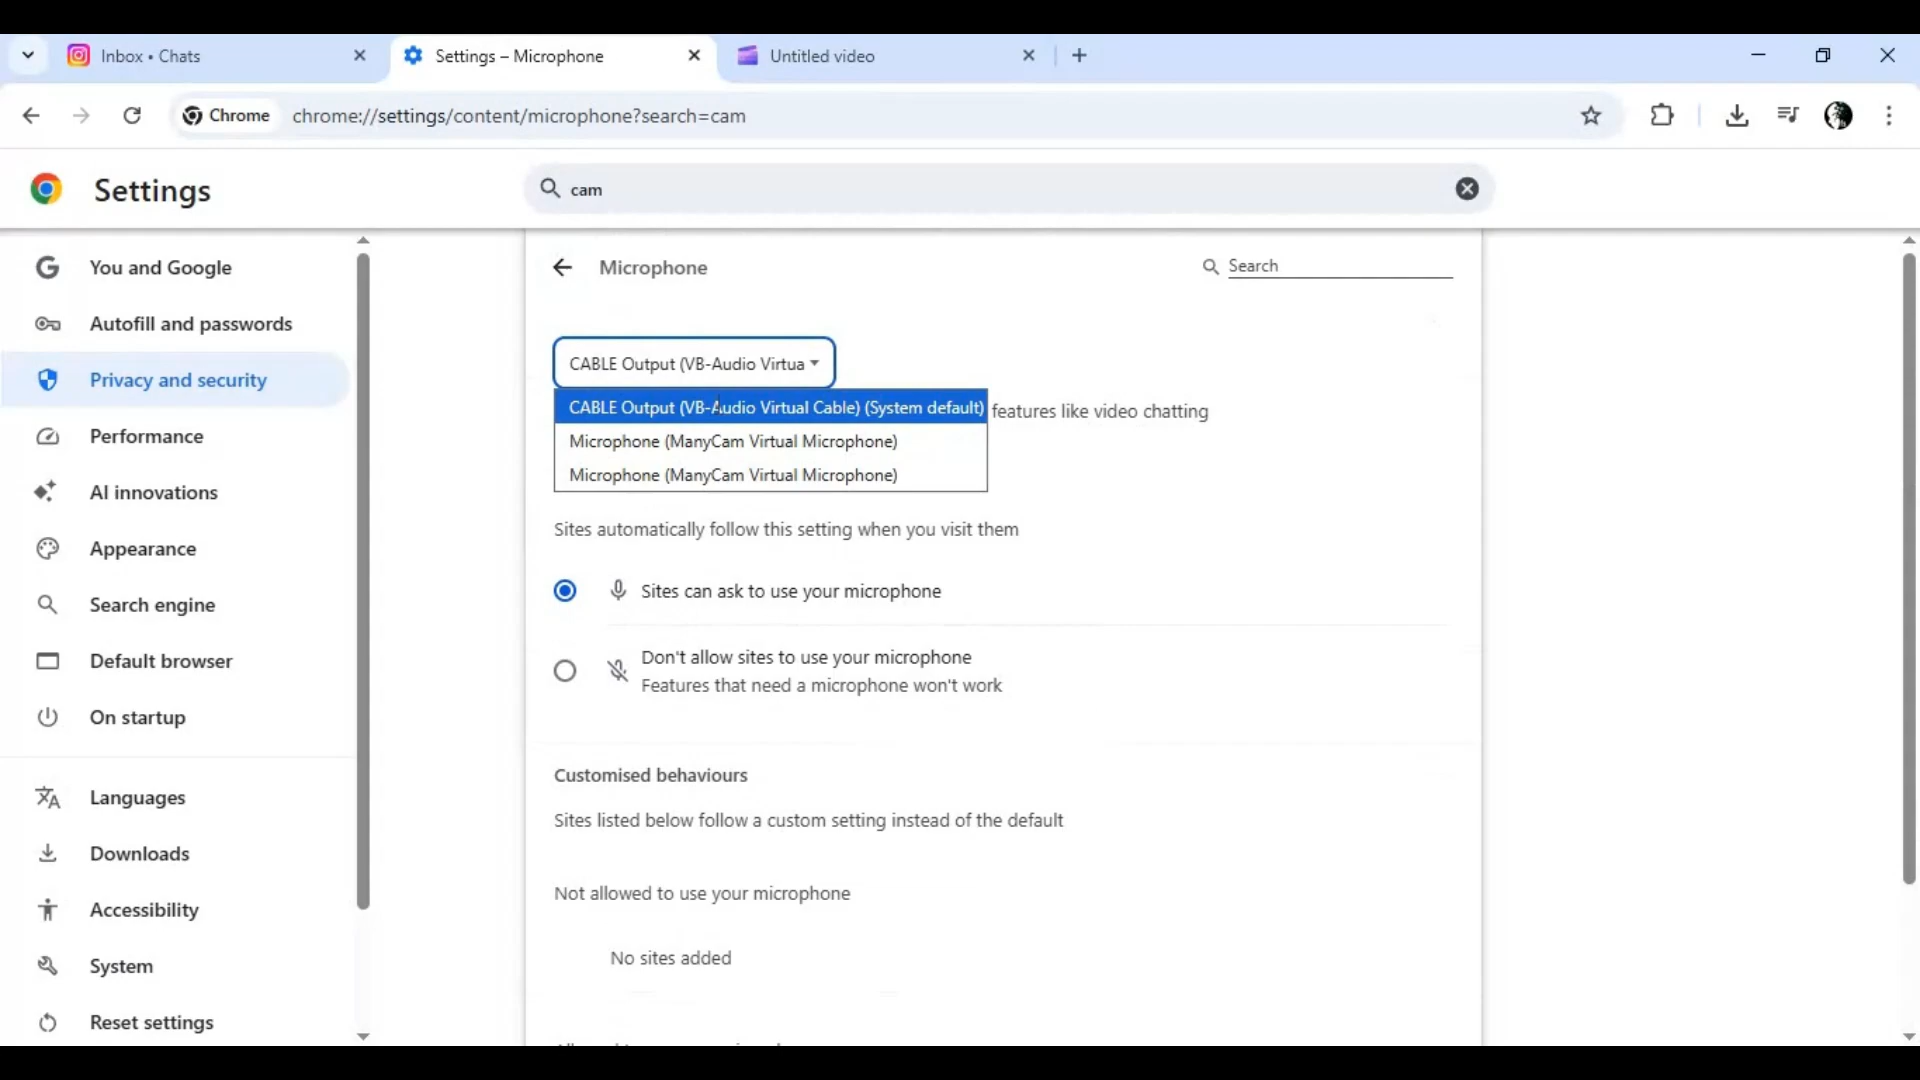 Inbox • Chats
Settings – Microphone
Untitled video
Chrome
chrome://settings/content/microphone?search=cam
Settings
cam
You and Google
Autofill and passwords
Privacy and security
Performance
AI innovations
Appearance
Search engine
Default browser
On startup
Languages
Downloads
Accessibility
System
Reset settings
Microphone
Search
CABLE Output (VB-Audio Virtua
CABLE Output (VB-Audio Virtual Cable) (System default)
features like video chatting
Microphone (ManyCam Virtual Microphone)
Microphone (ManyCam Virtual Microphone)
Sites automatically follow this setting when you visit them
Sites can ask to use your microphone
Don't allow sites to use your microphone
Features that need a microphone won't work
Customised behaviours
Sites listed below follow a custom setting instead of the default
Not allowed to use your microphone
No sites added